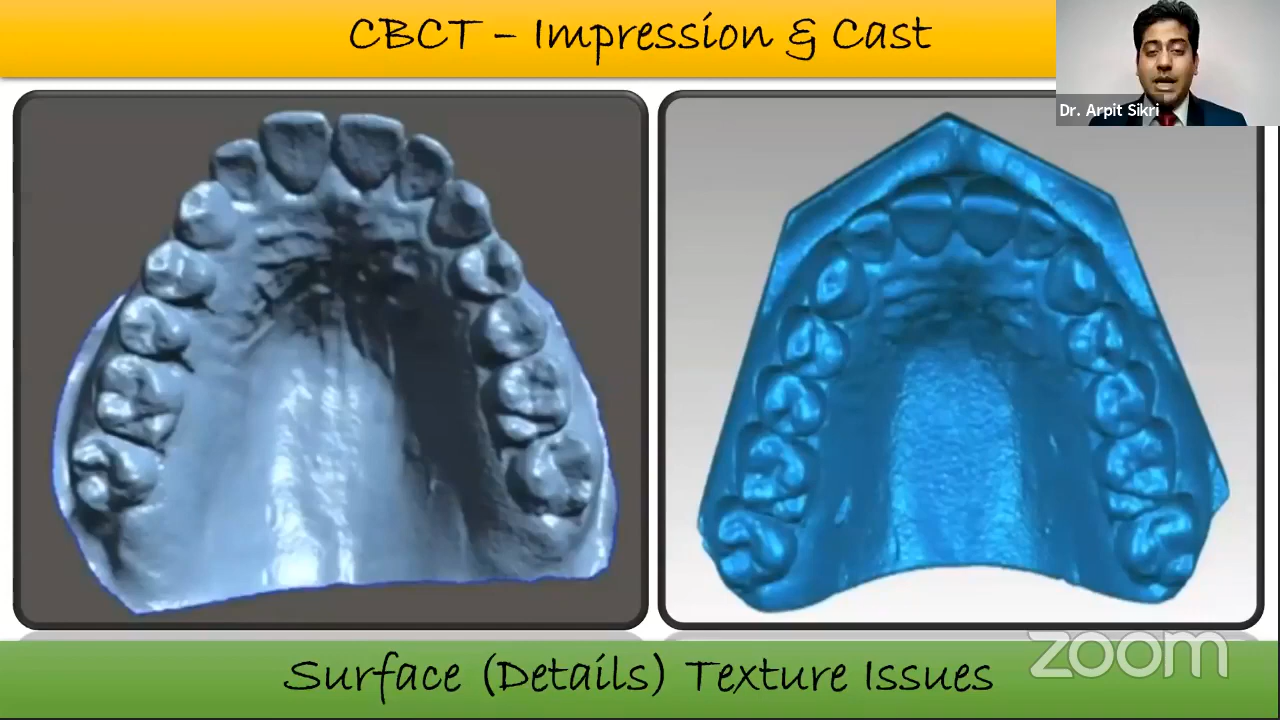 CBCT – Impression & Cast
Dr. Arpit Sikri
Surface (Details) Texture Issues
zoom